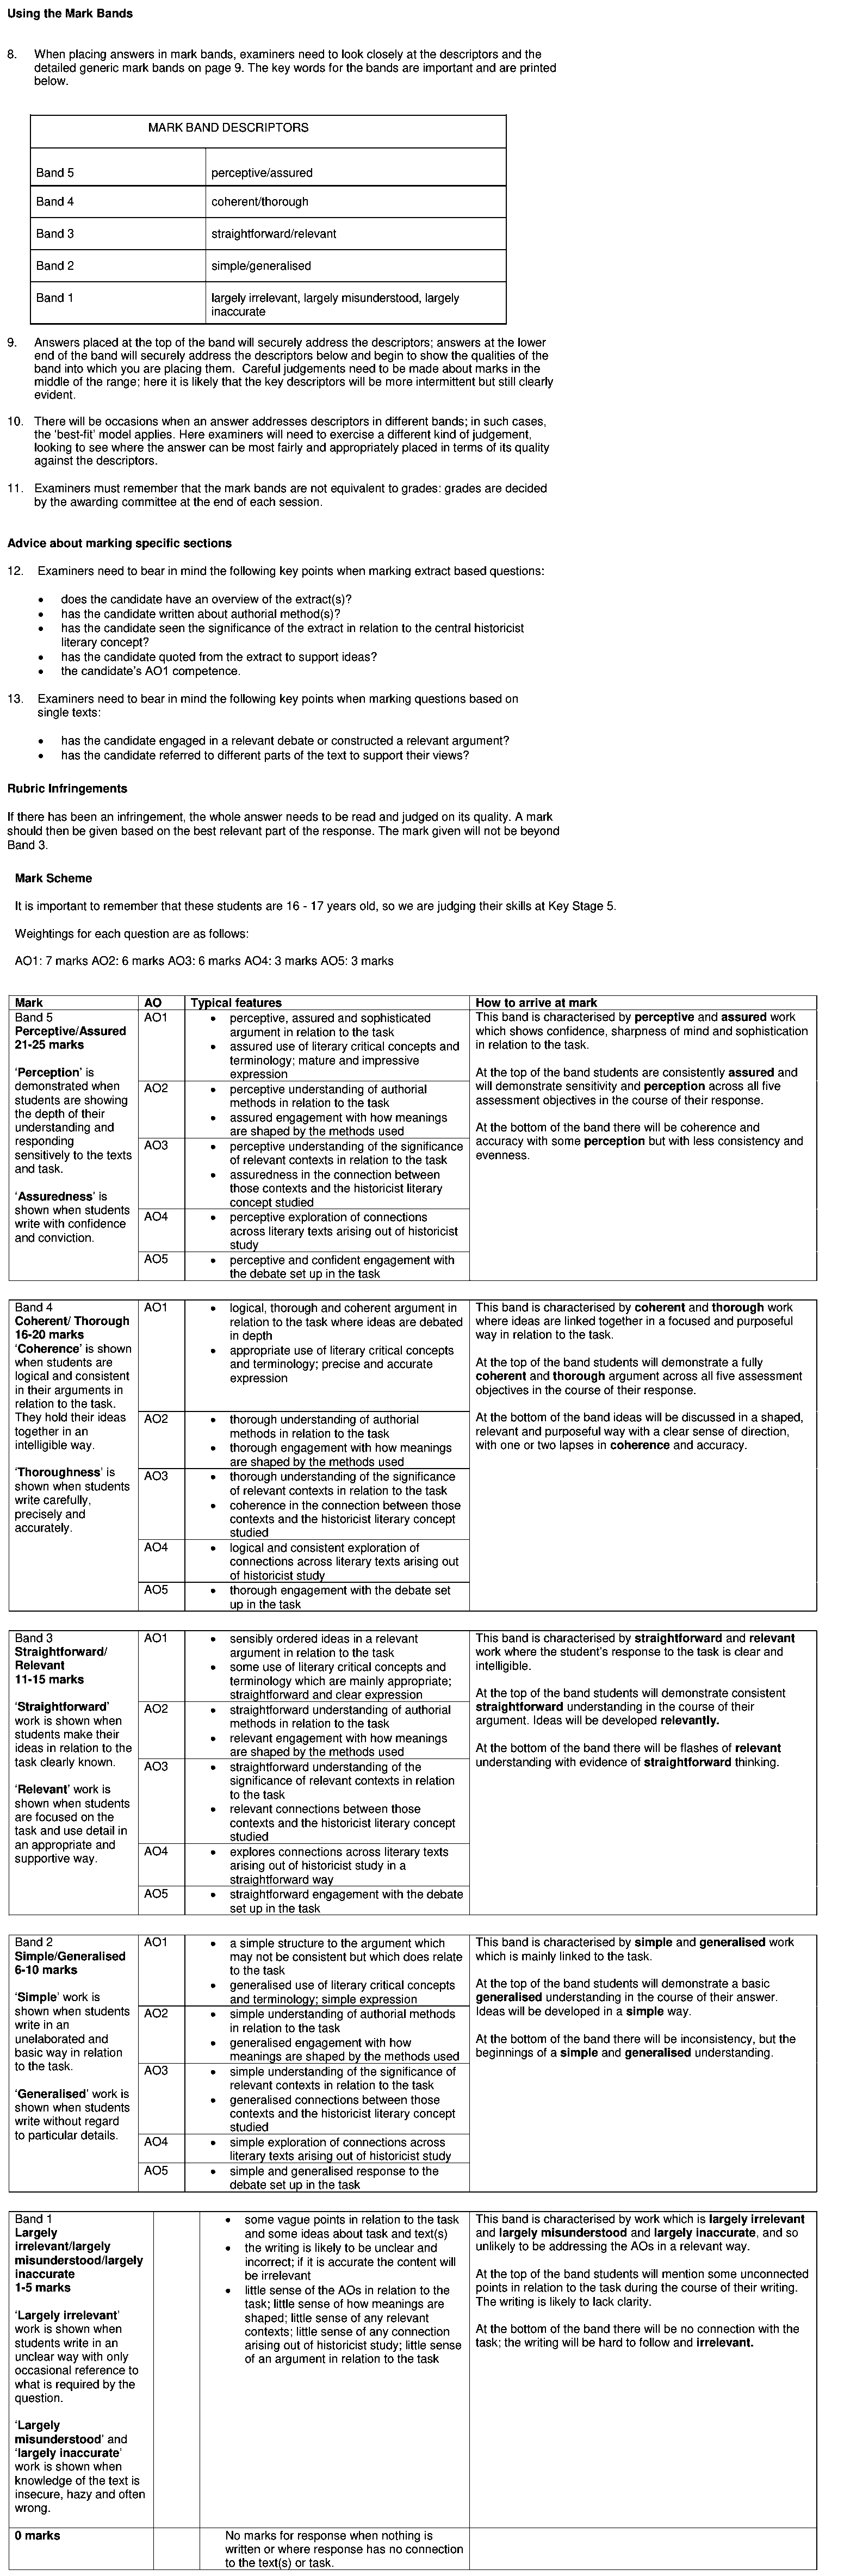 Using the Mark Bands
8. When placing answers in mark bands, examiners need to look closely at the descriptors and the
detailed generic mark bands on page 9. The key words for the bands are important and are printed
below.
MARK BAND DESCRIPTORS
Band 5 perceptive/assured
Band 4 coherent/thorough
Band 3 straightforward/relevant
Band 2 simple/generalised
Band 1 largely irrelevant, largely misunderstood, largely
inaccurate
9. Answers placed at the top of the band will securely address the descriptors; answers at the lower
end of the band will securely address the descriptors below and begin to show the qualities of the
band into which you are placing them. Careful judgements need to be made about marks in the
middle of the range; here it is likely that the key descriptors will be more intermittent but still clearly
evident.
10. There will be occasions when an answer addresses descriptors in different bands; in such cases,
the 'best-fit' model applies. Here examiners will need to exercise a different kind of judgement,
looking to see where the answer can be most fairly and appropriately placed in terms of its quality
against the descriptors.
11. Examiners must remember that the mark bands are not equivalent to grades: grades are decided
by the awarding committee at the end of each session.
Advice about marking specific sections
12. Examiners need to bear in mind the following key points when marking extract based questions:
• does the candidate have an overview of the extract(s)?
• has the candidate written about authorial method(s)?
• has the candidate seen the significance of the extract in relation to the central historicist
literary concept?
• has the candidate quoted from the extract to support ideas?
• the candidate's AO1 competence.
13. Examiners need to bear in mind the following key points when marking questions based on
single texts:
• has the candidate engaged in a relevant debate or constructed a relevant argument?
• has the candidate referred to different parts of the text to support their views?
Rubric Infringements
If there has been an infringement, the whole answer needs to be read and judged on its quality. A mark
should then be given based on the best relevant part of the response. The mark given will not be beyond
Band 3.
Mark Scheme
It is important to remember that these students are 16 - 17 years old, so we are judging their skills at Key Stage 5.
Weightings for each question are as follows:
AO1: 7 marks AO2: 6 marks AO3: 6 marks AO4: 3 marks AO5: 3 marks
Mark AO Typical features How to arrive at mark
Band 5
Perceptive/Assured
21-25 marks
'Perception' is
demonstrated when
students are showing
the depth of their
understanding and
responding
sensitively to the texts
and task.
'Assuredness' is
shown when students
write with confidence
and conviction.
AO1
• perceptive, assured and sophisticated
argument in relation to the task
• assured use of literary critical concepts and
terminology; mature and impressive
expression
AO2
• perceptive understanding of authorial
methods in relation to the task
• assured engagement with how meanings
are shaped by the methods used
AO3
• perceptive understanding of the significance
of relevant contexts in relation to the task
• assuredness in the connection between
those contexts and the historicist literary
concept studied
AO4
• perceptive exploration of connections
across literary texts arising out of historicist
study
AO5
• perceptive and confident engagement with
the debate set up in the task
This band is characterised by perceptive and assured work
which shows confidence, sharpness of mind and sophistication
in relation to the task.
At the top of the band students are consistently assured and
will demonstrate sensitivity and perception across all five
assessment objectives in the course of their response.
At the bottom of the band there will be coherence and
accuracy with some perception but with less consistency and
evenness.
Band 4
Coherent/ Thorough
16-20 marks
'Coherence' is shown
when students are
logical and consistent
in their arguments in
relation to the task.
They hold their ideas
together in an
intelligible way.
'Thoroughness' is
shown when students
write carefully,
precisely and
accurately.
AO1
• logical, thorough and coherent argument in
relation to the task where ideas are debated
in depth
• appropriate use of literary critical concepts
and terminology; precise and accurate
expression
AO2
• thorough understanding of authorial
methods in relation to the task
• thorough engagement with how meanings
are shaped by the methods used
AO3
• thorough understanding of the significance
of relevant contexts in relation to the task
• coherence in the connection between those
contexts and the historicist literary concept
studied
AO4
• logical and consistent exploration of
connections across literary texts arising out
of historicist study
AO5
• thorough engagement with the debate set
up in the task
This band is characterised by coherent and thorough work
where ideas are linked together in a focused and purposeful
way in relation to the task.
At the top of the band students will demonstrate a fully
coherent and thorough argument across all five assessment
objectives in the course of their response.
At the bottom of the band ideas will be discussed in a shaped,
relevant and purposeful way with a clear sense of direction,
with one or two lapses in coherence and accuracy.
Band 3
Straightforward/
Relevant
11-15 marks
'Straightforward'
work is shown when
students make their
ideas in relation to the
task clearly known.
'Relevant' work is
shown when students
are focused on the
task and use detail in
an appropriate and
supportive way.
AO1
• sensibly ordered ideas in a relevant
argument in relation to the task
• some use of literary critical concepts and
terminology which are mainly appropriate;
straightforward and clear expression
AO2
• straightforward understanding of authorial
methods in relation to the task
• relevant engagement with how meanings
are shaped by the methods used
AO3
• straightforward understanding of the
significance of relevant contexts in relation
to the task
• relevant connections between those
contexts and the historicist literary concept
studied
AO4
• explores connections across literary texts
arising out of historicist study in a
straightforward way
AO5
• straightforward engagement with the debate
set up in the task
This band is characterised by straightforward and relevant
work where the student's response to the task is clear and
intelligible.
At the top of the band students will demonstrate consistent
straightforward understanding in the course of their
argument. Ideas will be developed relevantly.
At the bottom of the band there will be flashes of relevant
understanding with evidence of straightforward thinking.
Band 2
Simple/Generalised
6-10 marks
'Simple' work is
shown when students
write in an
unelaborated and
basic way in relation
to the task.
'Generalised' work is
shown when students
write without regard
to particular details.
AO1
• a simple structure to the argument which
may not be consistent but which does relate
to the task
• generalised use of literary critical concepts
and terminology; simple expression
AO2
• simple understanding of authorial methods
in relation to the task
• generalised engagement with how
meanings are shaped by the methods used
AO3
• simple understanding of the significance of
relevant contexts in relation to the task
• generalised connections between those
contexts and the historicist literary concept
studied
AO4
• simple exploration of connections across
literary texts arising out of historicist study
AO5
• simple and generalised response to the
debate set up in the task
This band is characterised by simple and generalised work
which is mainly linked to the task.
At the top of the band students will demonstrate a basic
generalised understanding in the course of their answer.
Ideas will be developed in a simple way.
At the bottom of the band there will be inconsistency, but the
beginnings of a simple and generalised understanding.
Band 1
Largely
irrelevant/largely
misunderstood/largely
inaccurate
1-5 marks
'Largely irrelevant'
work is shown when
students write in an
unclear way with only
occasional reference to
what is required by the
question.
'Largely
misunderstood' and
'largely inaccurate'
work is shown when
knowledge of the text is
insecure, hazy and often
wrong.
• some vague points in relation to the task
and some ideas about task and text(s)
• the writing is likely to be unclear and
incorrect; if it is accurate the content will
be irrelevant
• little sense of the AOs in relation to the
task; little sense of how meanings are
shaped; little sense of any relevant
contexts; little sense of any connection
arising out of historicist study; little sense
of an argument in relation to the task
This band is characterised by work which is largely irrelevant
and largely misunderstood and largely inaccurate, and so
unlikely to be addressing the AOs in a relevant way.
At the top of the band students will mention some unconnected
points in relation to the task during the course of their writing.
The writing is likely to lack clarity.
At the bottom of the band there will be no connection with the
task; the writing will be hard to follow and irrelevant.
0 marks
No marks for response when nothing is
written or where response has no connection
to the text(s) or task.